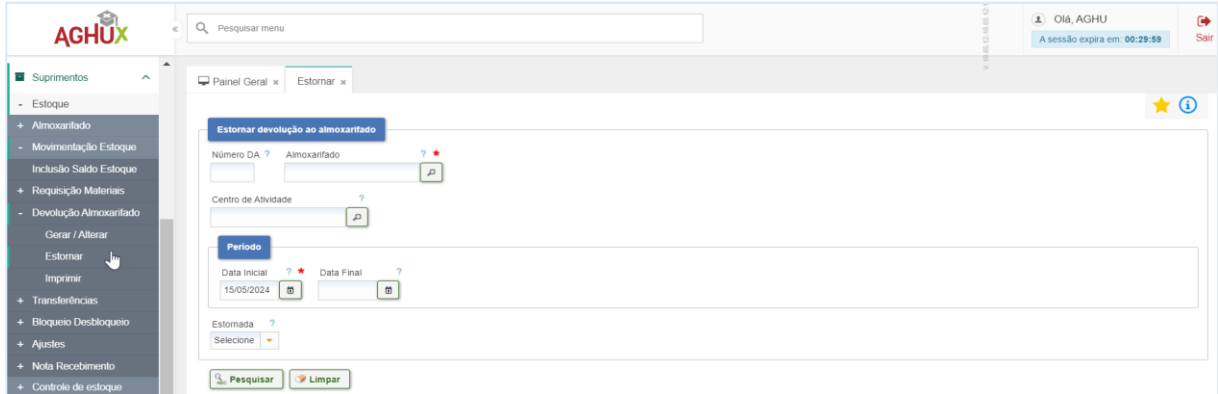 AGHUX
«
Pesquisar menu
Olá, AGHU
A sessão expira em: 00:29:59
Sair
Suprimentos
- Estoque
+ Almoxarifado
- Movimentação Estoque
Inclusão Saldo Estoque
+ Requisição Materiais
- Devolução Almoxarifado
Gerar / Alterar
Estornar
Imprimir
+ Transferências
+ Bloqueio Desbloqueio
+ Ajustes
+ Nota Recebimento
+ Controle de estoque
Painel Geral × Estornar ×
Estornar devolução ao almoxarifado
Número DA ? Almoxarifado ? *
Centro de Atividade ?
Período
Data Inicial ? * Data Final ?
15/05/2024
Estornada ?
Selecione
Pesquisar Limpar